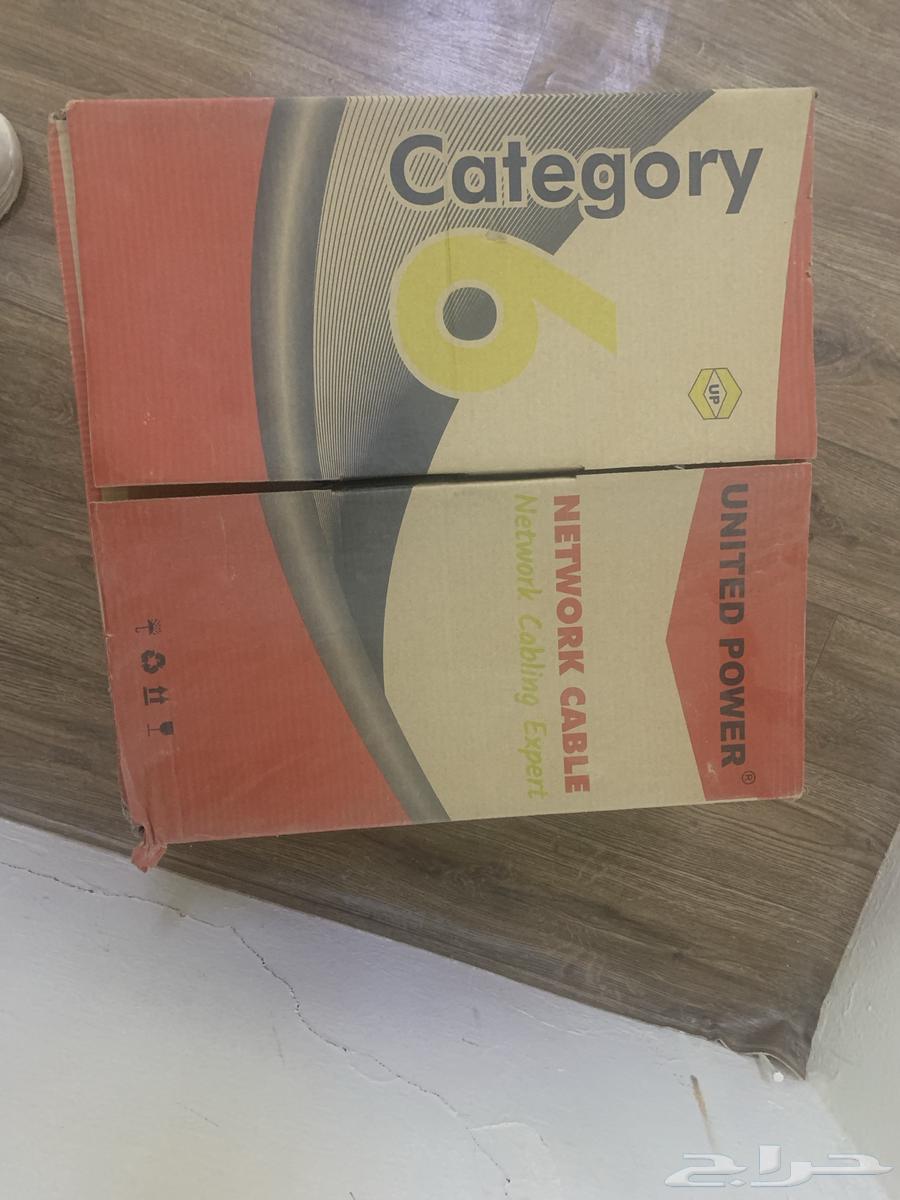 Category
6
UP
UNITED POWER®
NETWORK CABLE
Network Cabling Expert
حراج